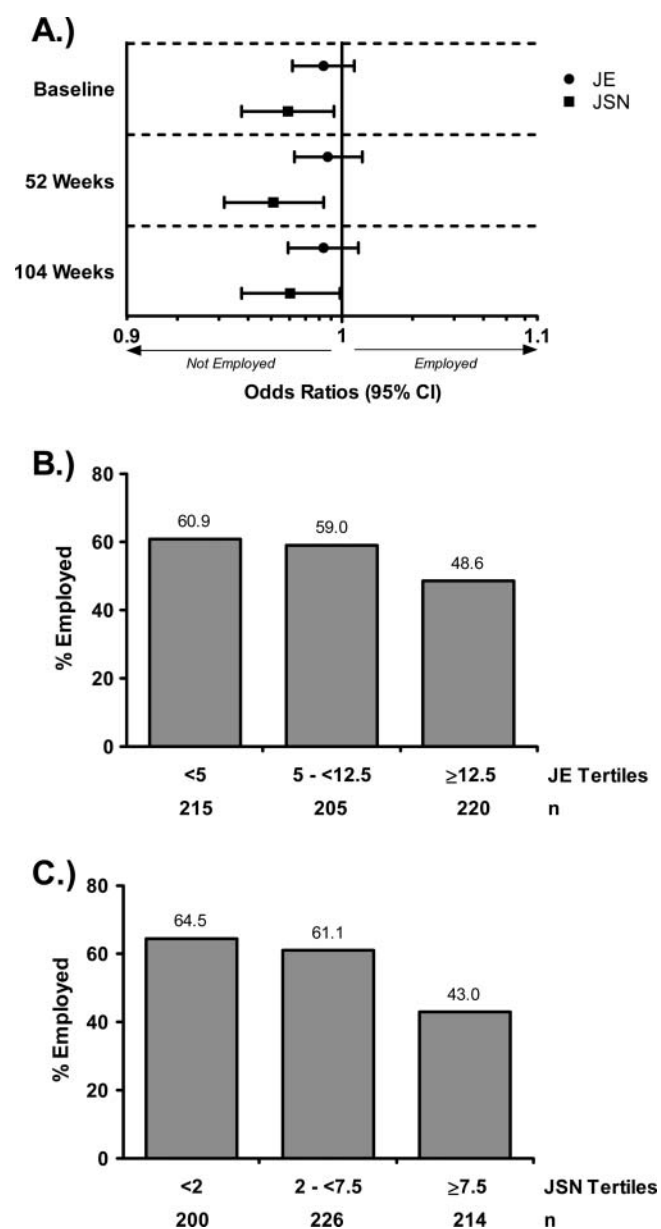 A.)
JE
JSN
Baseline
52 Weeks
104 Weeks
0.9 1 1.1
Not Employed Employed
Odds Ratios (95% CI)
B.)
80
60
40
20
0
% Employed
60.9 59.0 48.6
<5 5 - <12.5 ≥12.5 JE Tertiles
215 205 220 n
C.)
80
60
40
20
0
% Employed
64.5 61.1 43.0
<2 2 - <7.5 ≥7.5 JSN Tertiles
200 226 214 n